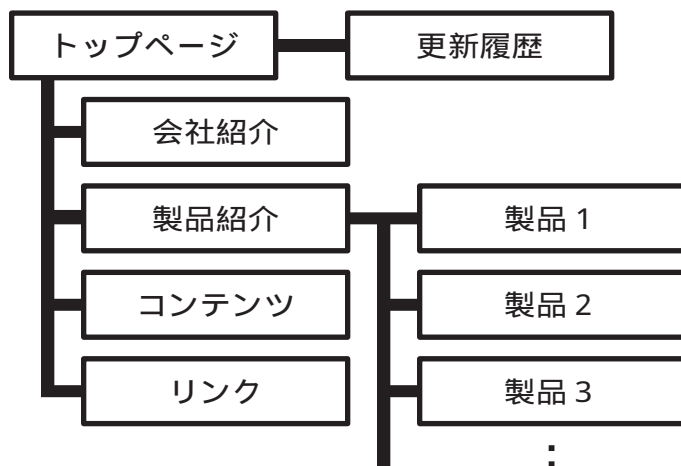 トップページ
更新履歴
会社紹介
製品紹介
製品 1
コンテンツ
製品 2
リンク
製品 3
⋮